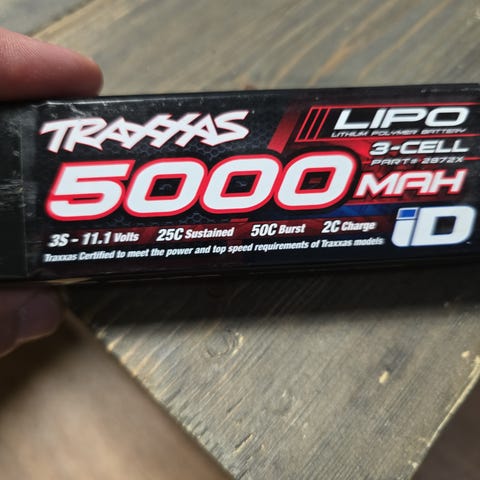 TRAXXAS
LIPO
LITHIUM POLYMER BATTERY
3-CELL
PART# 2872X
5000 MAH
iD
3S - 11.1 Volts 25C Sustained 50C Burst 2C Charge
Traxxas Certified to meet the power and top speed requirements of Traxxas models